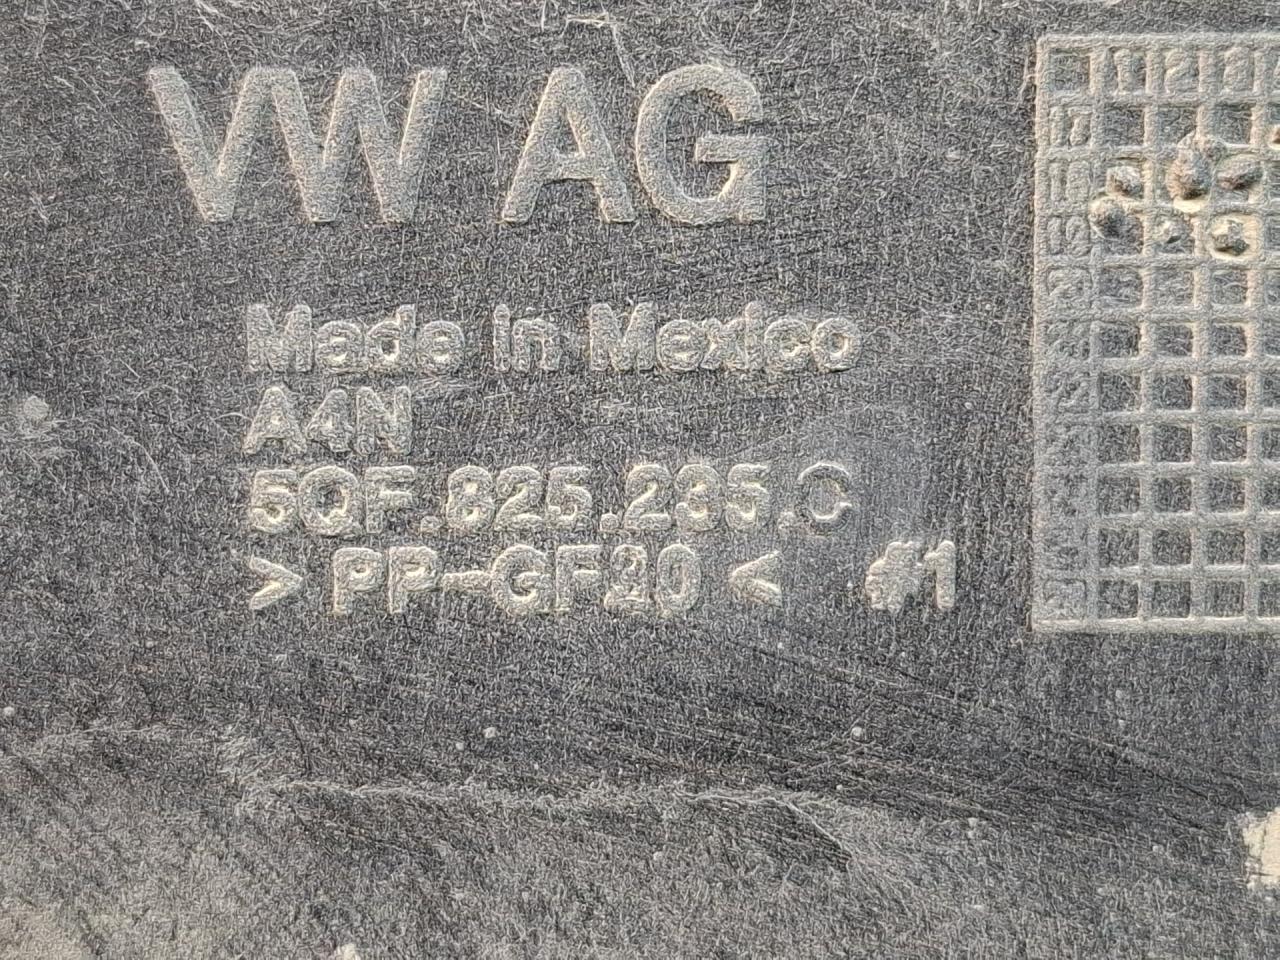 VW AG
Made in Mexico
A4N
5QF.825.235.C
>PP-GF20< #1